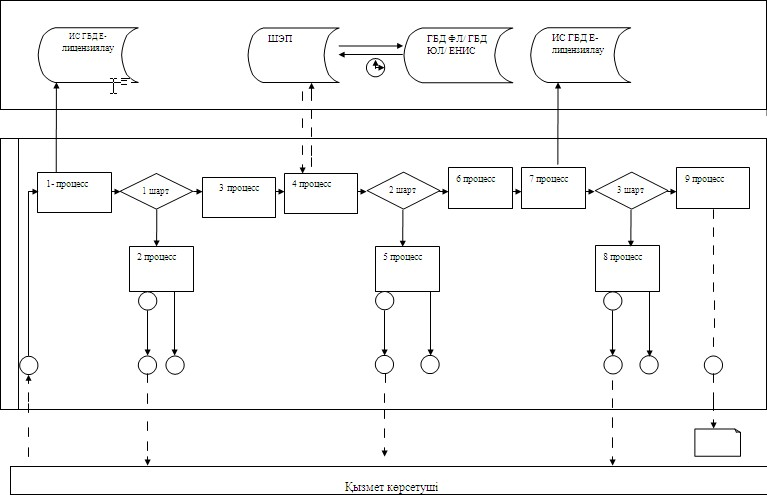 ИС ГБД Е-
лицензиялау
ШЭП
ГБД ФЛ/ ГБД
ЮЛ/ ЕНИС
ИС ГБД Е-
лицензиялау
1- процесс
1 шарт
3 процесс
4 процесс
2 шарт
6 процесс
7 процесс
3 шарт
9 процесс
2 процесс
5 процесс
8 процесс
Қызмет көрсетуші